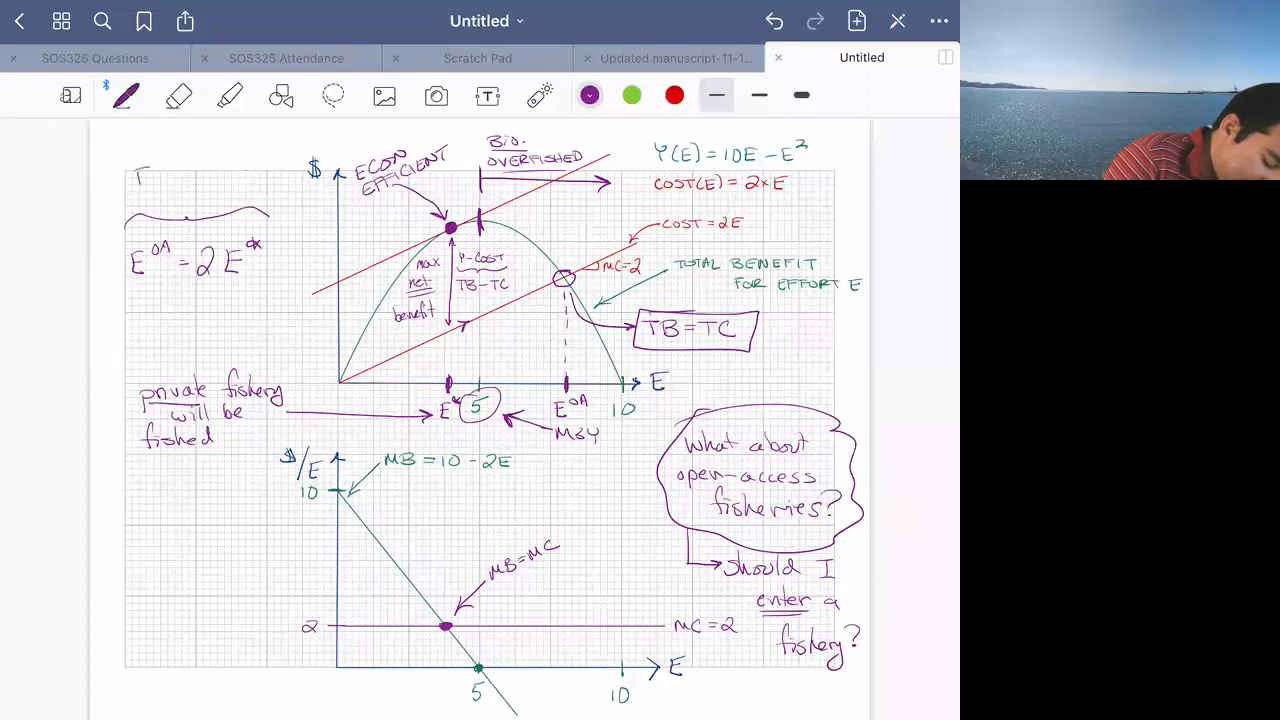 Untitled
SOS325 Questions
SOS325 Attendance
Scratch Pad
Updated manuscript-11-1...
Untitled
T
$
ECON
EFFICIENT
BIO.
OVERFISHED
Y(E) = 10E - E²
COST(E) = 2×E
COST = 2E
MC = 2
TOTAL BENEFIT
FOR EFFORT E
E^OA = 2E*
max
net
benefit
Y-COST
TB-TC
TB = TC
private fishery
will be
fished
E*
5
E^OA
10
E
MSY
$/E
10
MB = 10 - 2E
What about
open-access
fisheries?
should I
enter a
fishery?
MB = MC
2
MC = 2
5
10
E